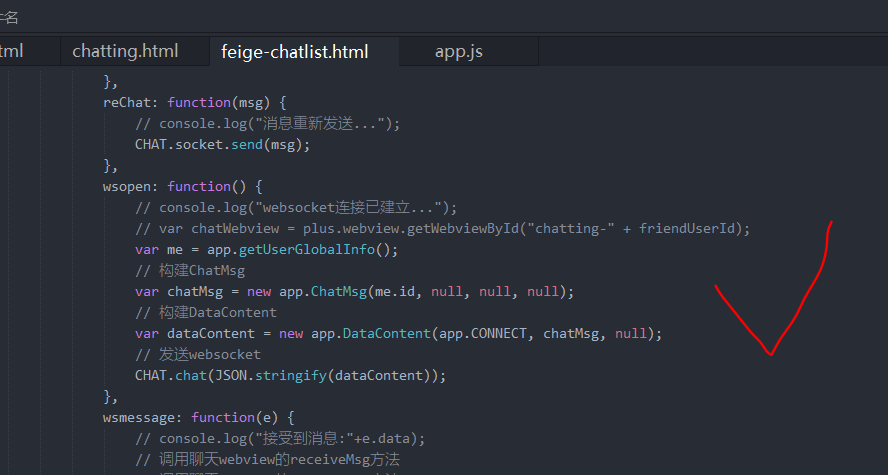 名
tml chatting.html feige-chatlist.html app.js
},
reChat: function(msg) {
// console.log("消息重新发送...");
CHAT.socket.send(msg);
},
wsopen: function() {
// console.log("websocket连接已建立...");
// var chatWebview = plus.webview.getWebviewById("chatting-" + friendUserId);
var me = app.getUserGlobalInfo();
// 构建ChatMsg
var chatMsg = new app.ChatMsg(me.id, null, null, null);
// 构建DataContent
var dataContent = new app.DataContent(app.CONNECT, chatMsg, null);
// 发送websocket
CHAT.chat(JSON.stringify(dataContent));
},
wsmessage: function(e) {
// console.log("接受到消息:"+e.data);
// 调用聊天webview的receiveMsg方法